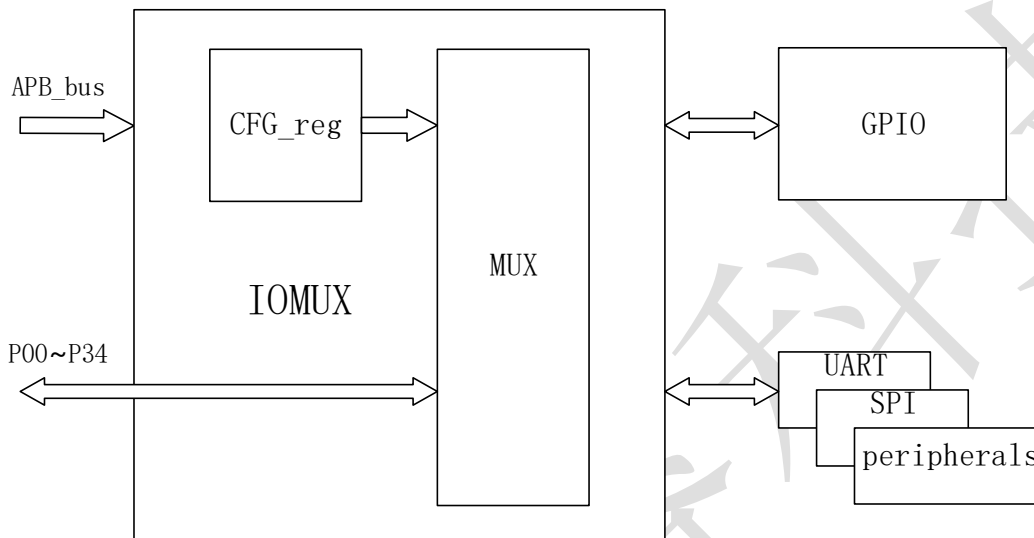 APB_bus
CFG_reg
GPIO
MUX
IOMUX
P00~P34
UART
SPI
peripherals